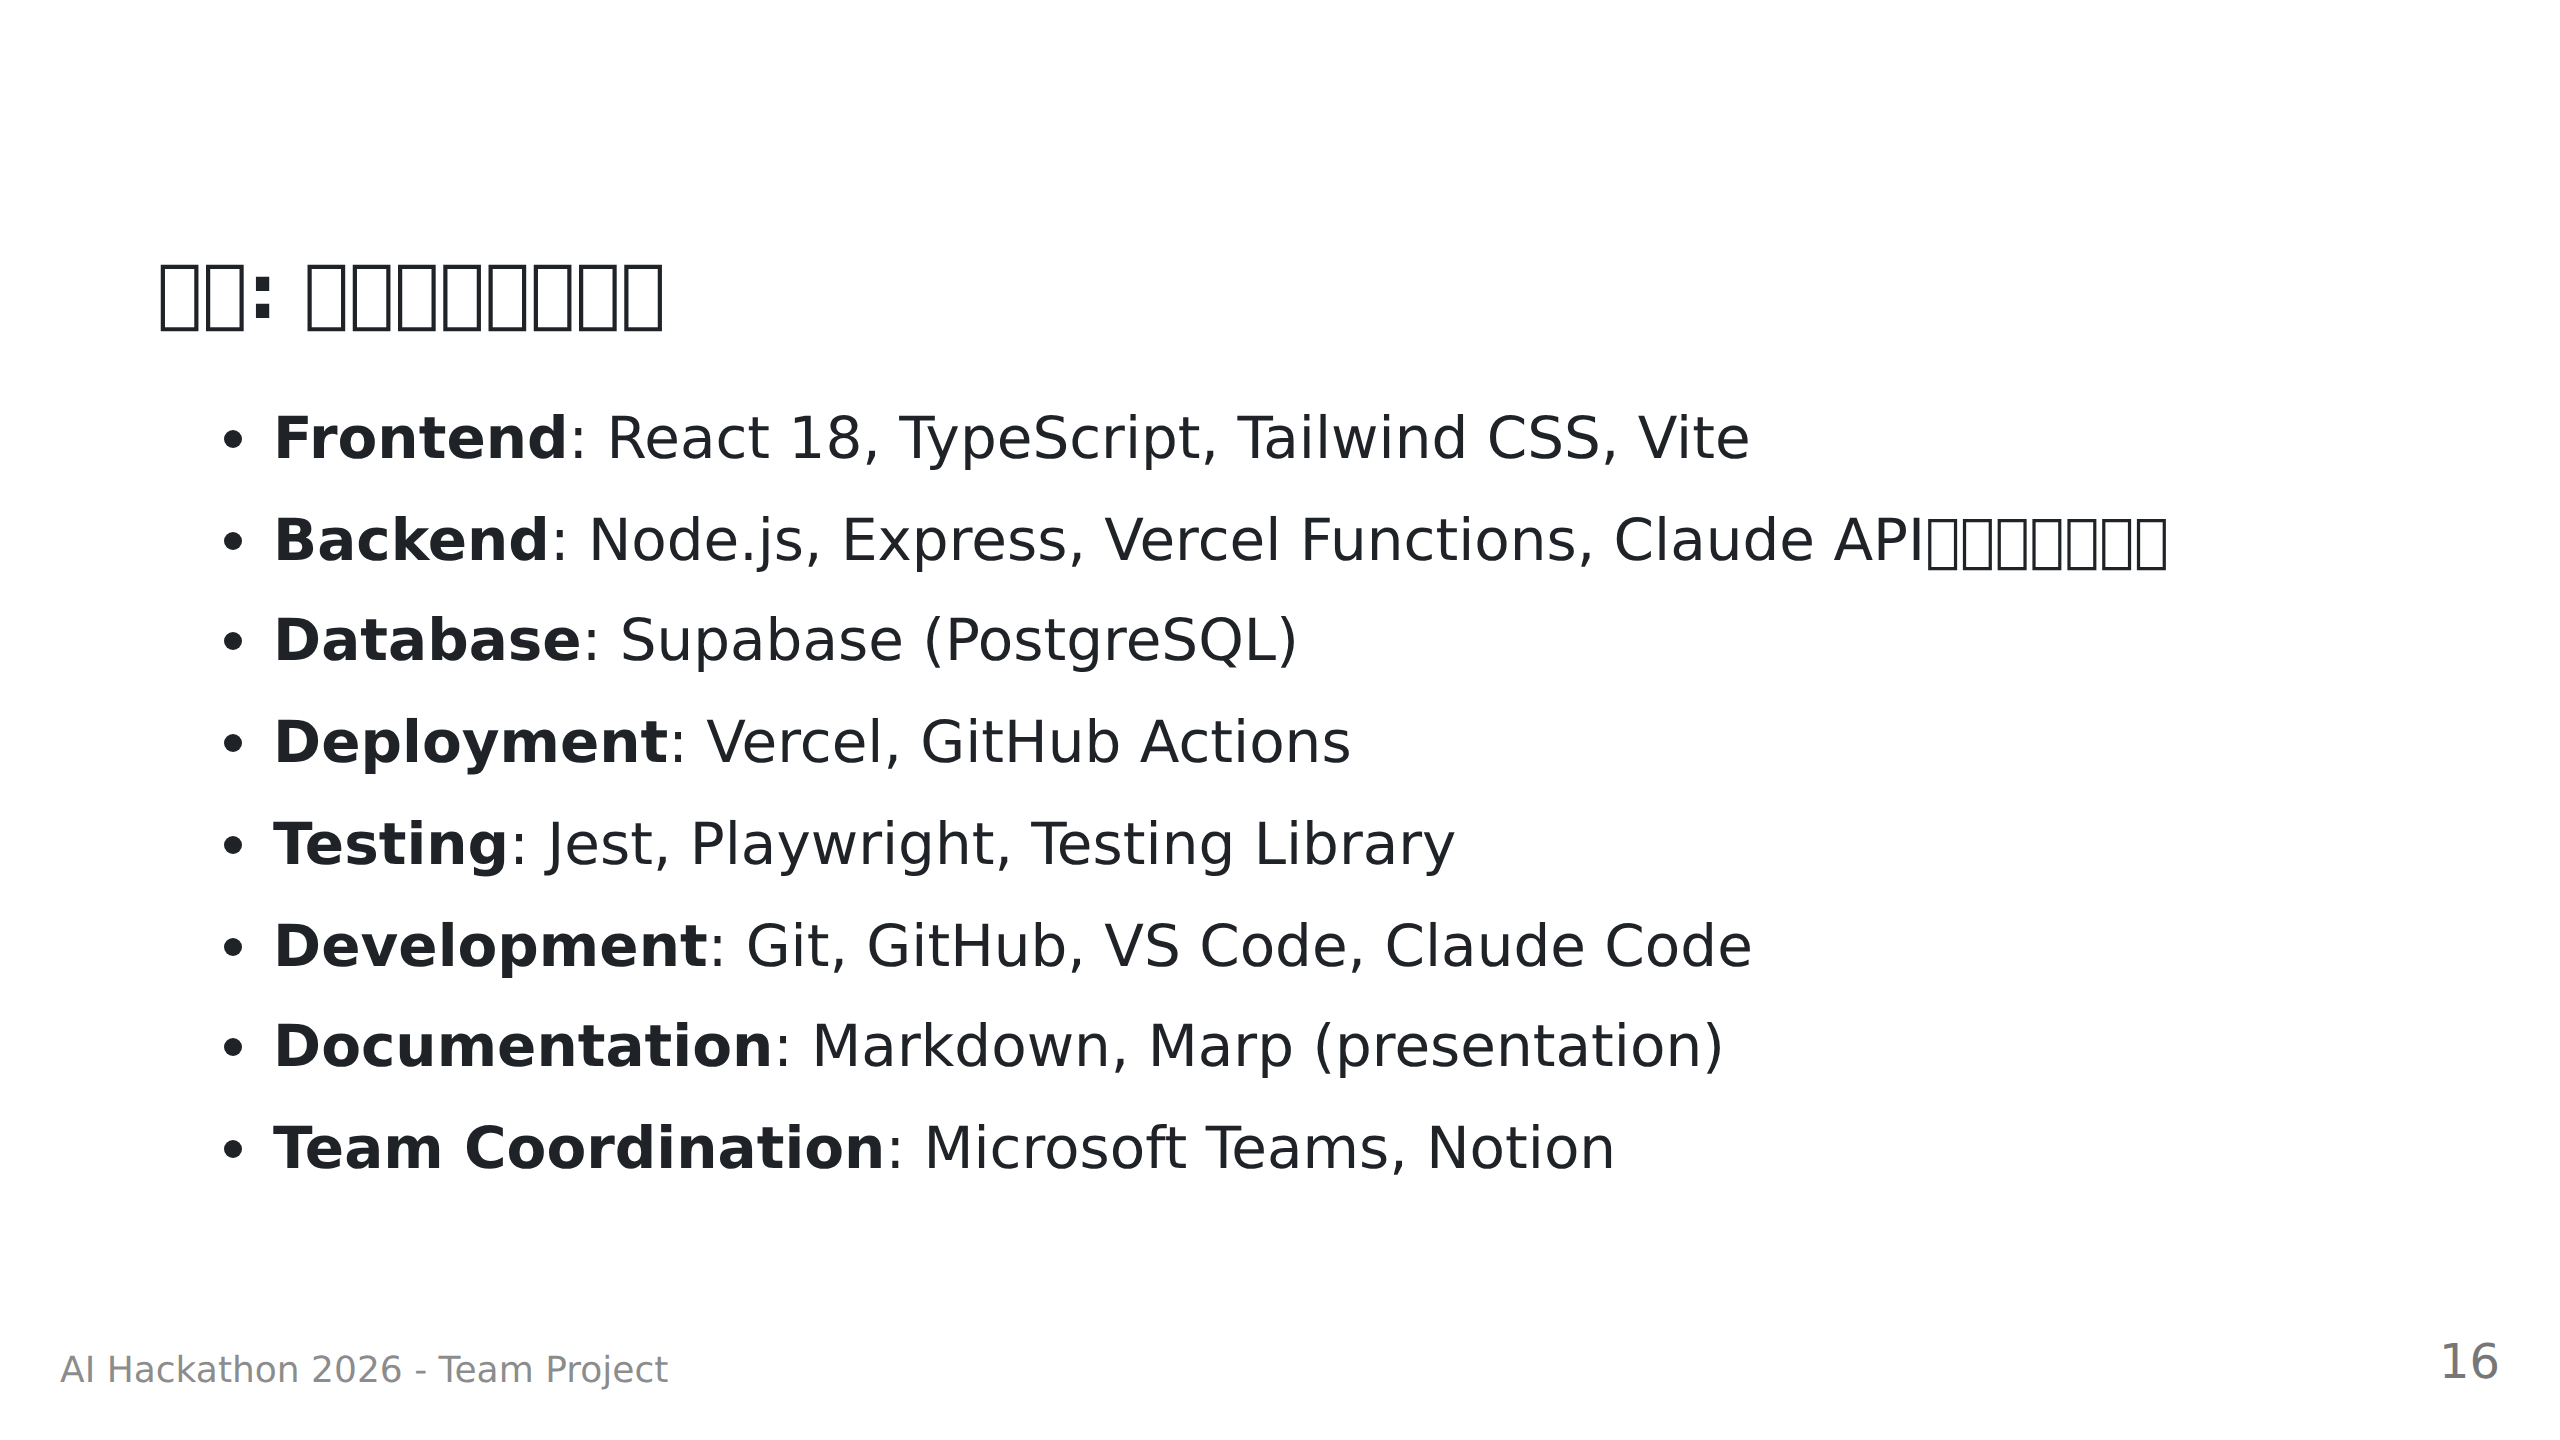 :
• Frontend: React 18, TypeScript, Tailwind CSS, Vite
• Backend: Node.js, Express, Vercel Functions, Claude API
• Database: Supabase (PostgreSQL)
• Deployment: Vercel, GitHub Actions
• Testing: Jest, Playwright, Testing Library
• Development: Git, GitHub, VS Code, Claude Code
• Documentation: Markdown, Marp (presentation)
• Team Coordination: Microsoft Teams, Notion
AI Hackathon 2026 - Team Project
16